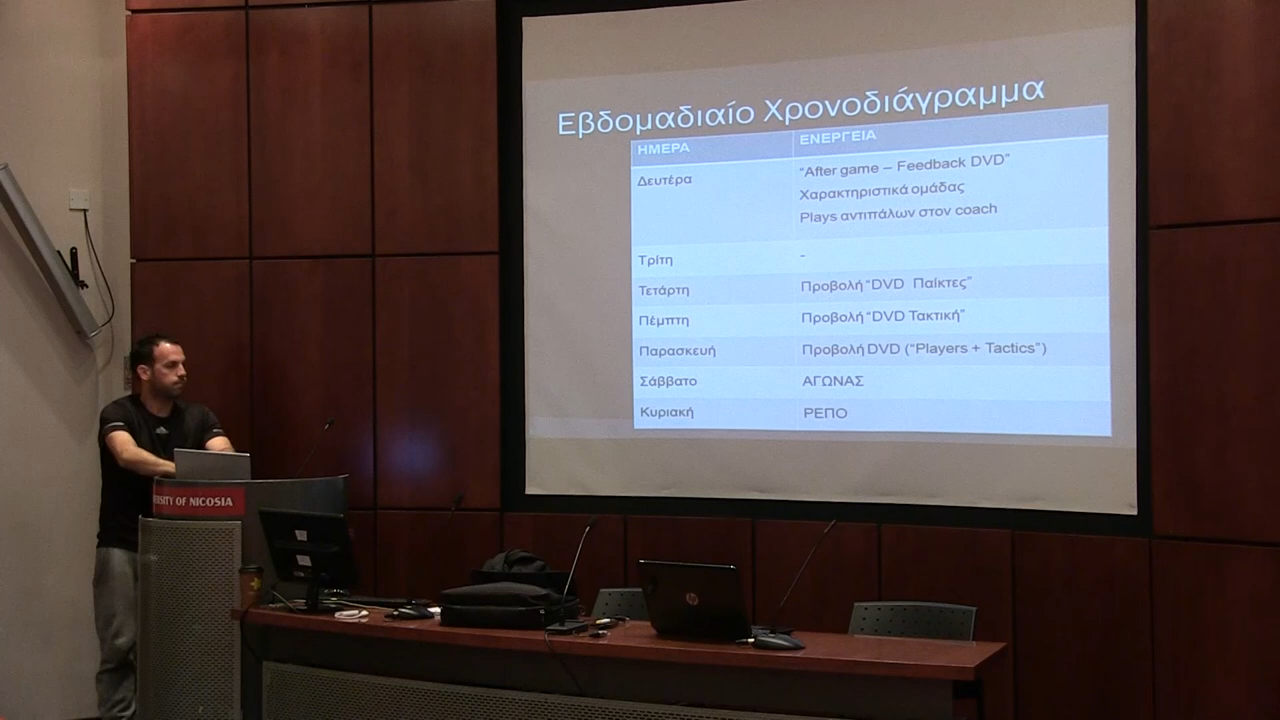 Εβδομαδιαίο Χρονοδιάγραμμα
ΗΜΕΡΑ ΕΝΕΡΓΕΙΑ
Δευτέρα “After game – Feedback DVD”
Χαρακτηριστικά ομάδας
Plays αντιπάλων στον coach
Τρίτη -
Τετάρτη Προβολή “DVD Παίκτες”
Πέμπτη Προβολή “DVD Τακτική”
Παρασκευή Προβολή DVD (“Players + Tactics”)
Σάββατο ΑΓΩΝΑΣ
Κυριακή ΡΕΠΟ
OF NICOSIA
hp